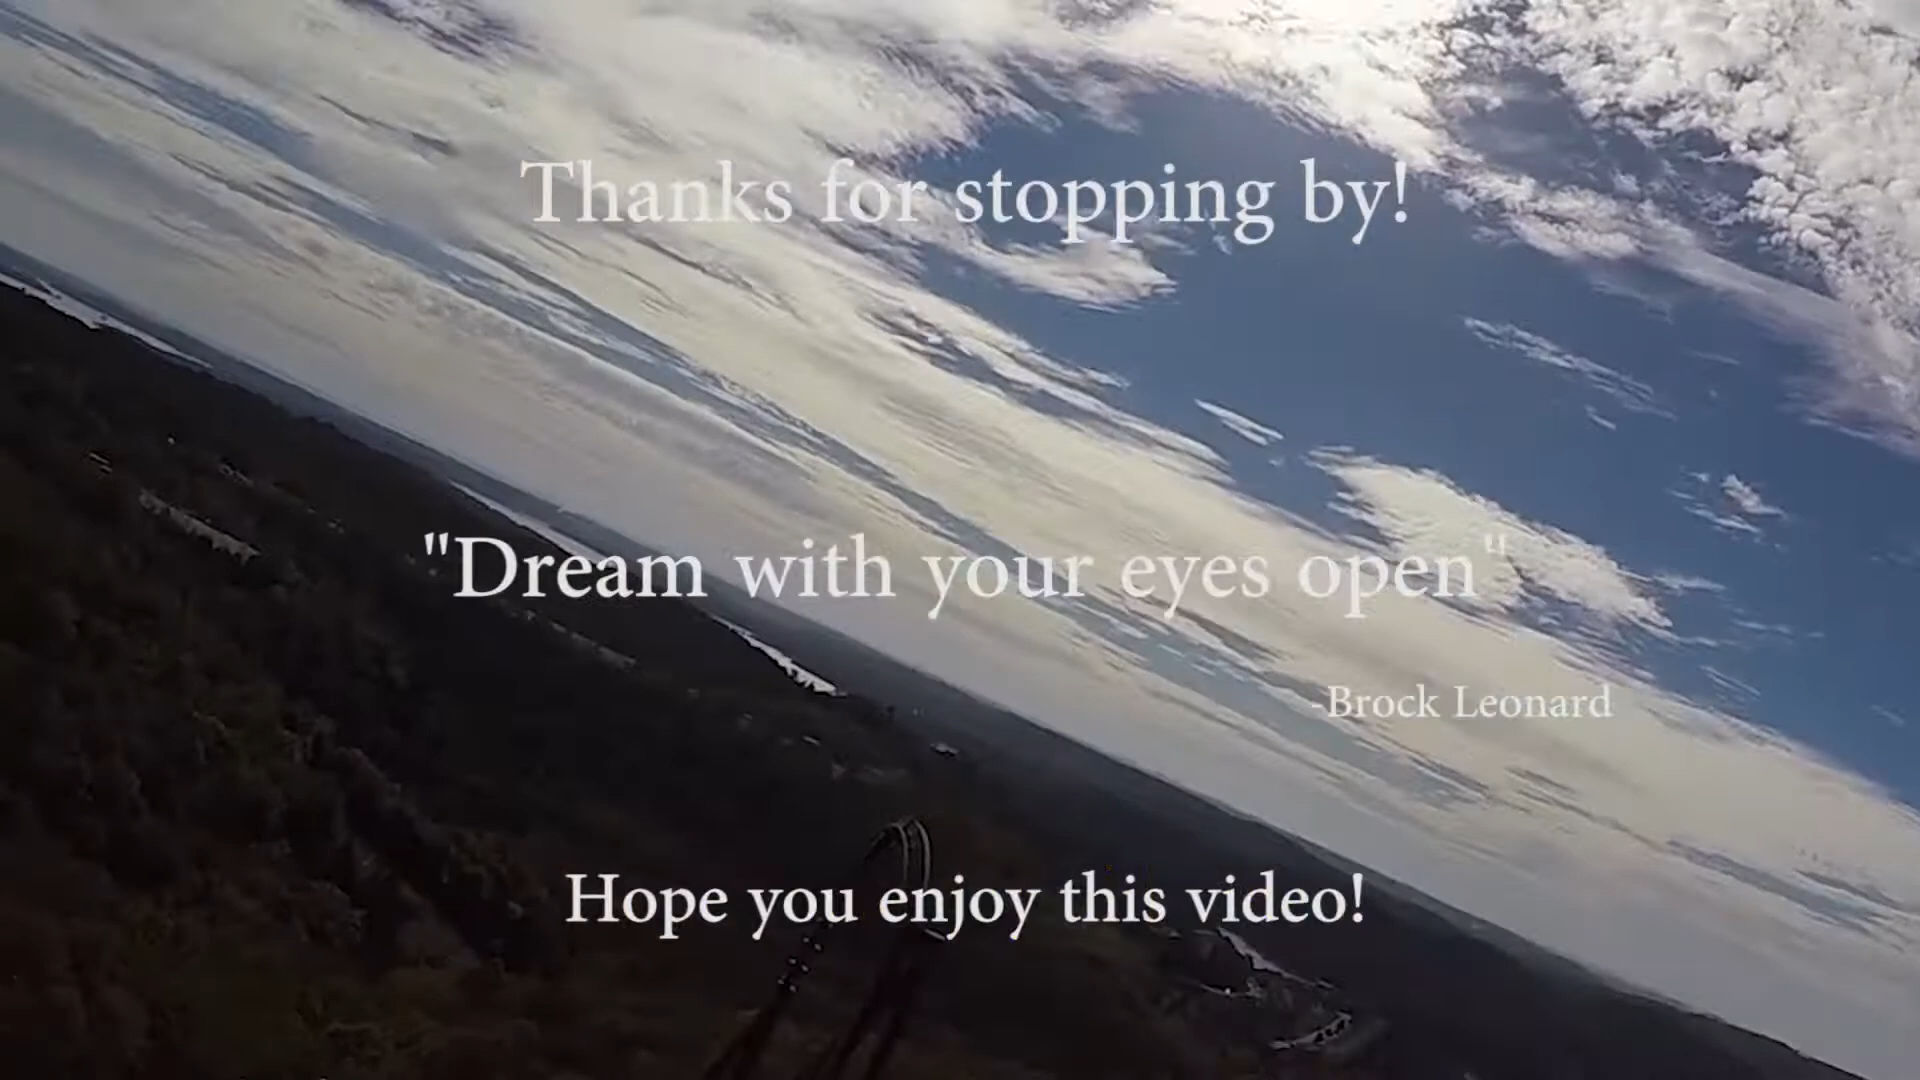 Thanks for stopping by!
"Dream with your eyes open"
-Brock Leonard
Hope you enjoy this video!